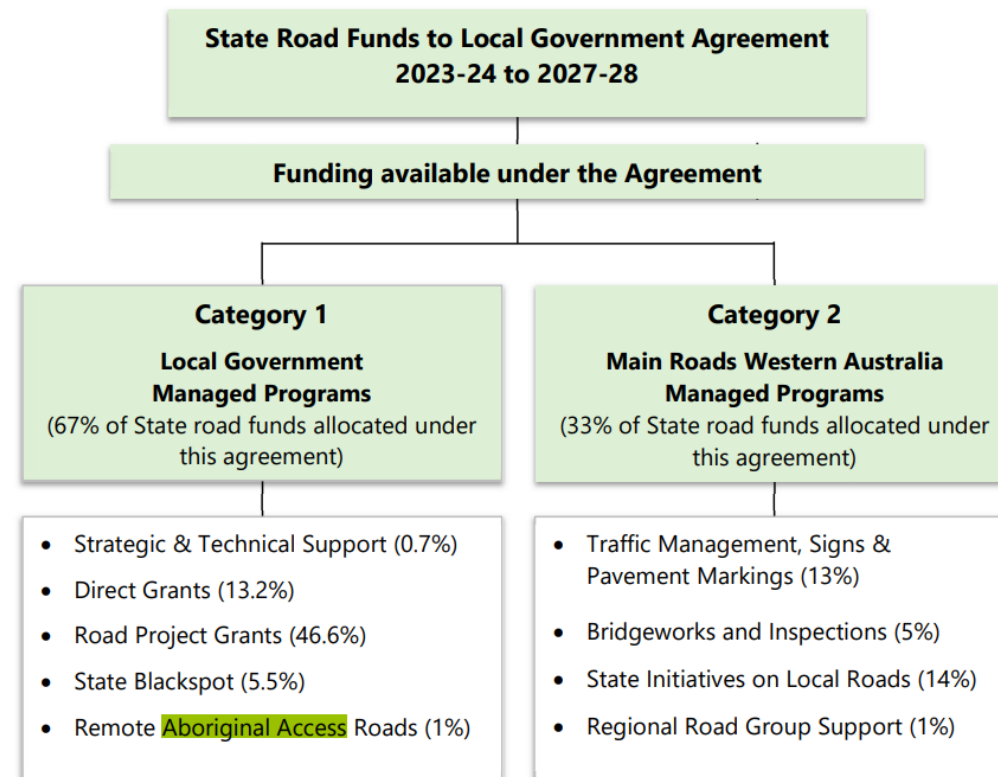 State Road Funds to Local Government Agreement
2023-24 to 2027-28
Funding available under the Agreement
Category 1
Local Government
Managed Programs
(67% of State road funds allocated under
this agreement)
• Strategic & Technical Support (0.7%)
• Direct Grants (13.2%)
• Road Project Grants (46.6%)
• State Blackspot (5.5%)
• Remote Aboriginal Access Roads (1%)
Category 2
Main Roads Western Australia
Managed Programs
(33% of State road funds allocated under
this agreement)
• Traffic Management, Signs &
Pavement Markings (13%)
• Bridgeworks and Inspections (5%)
• State Initiatives on Local Roads (14%)
• Regional Road Group Support (1%)